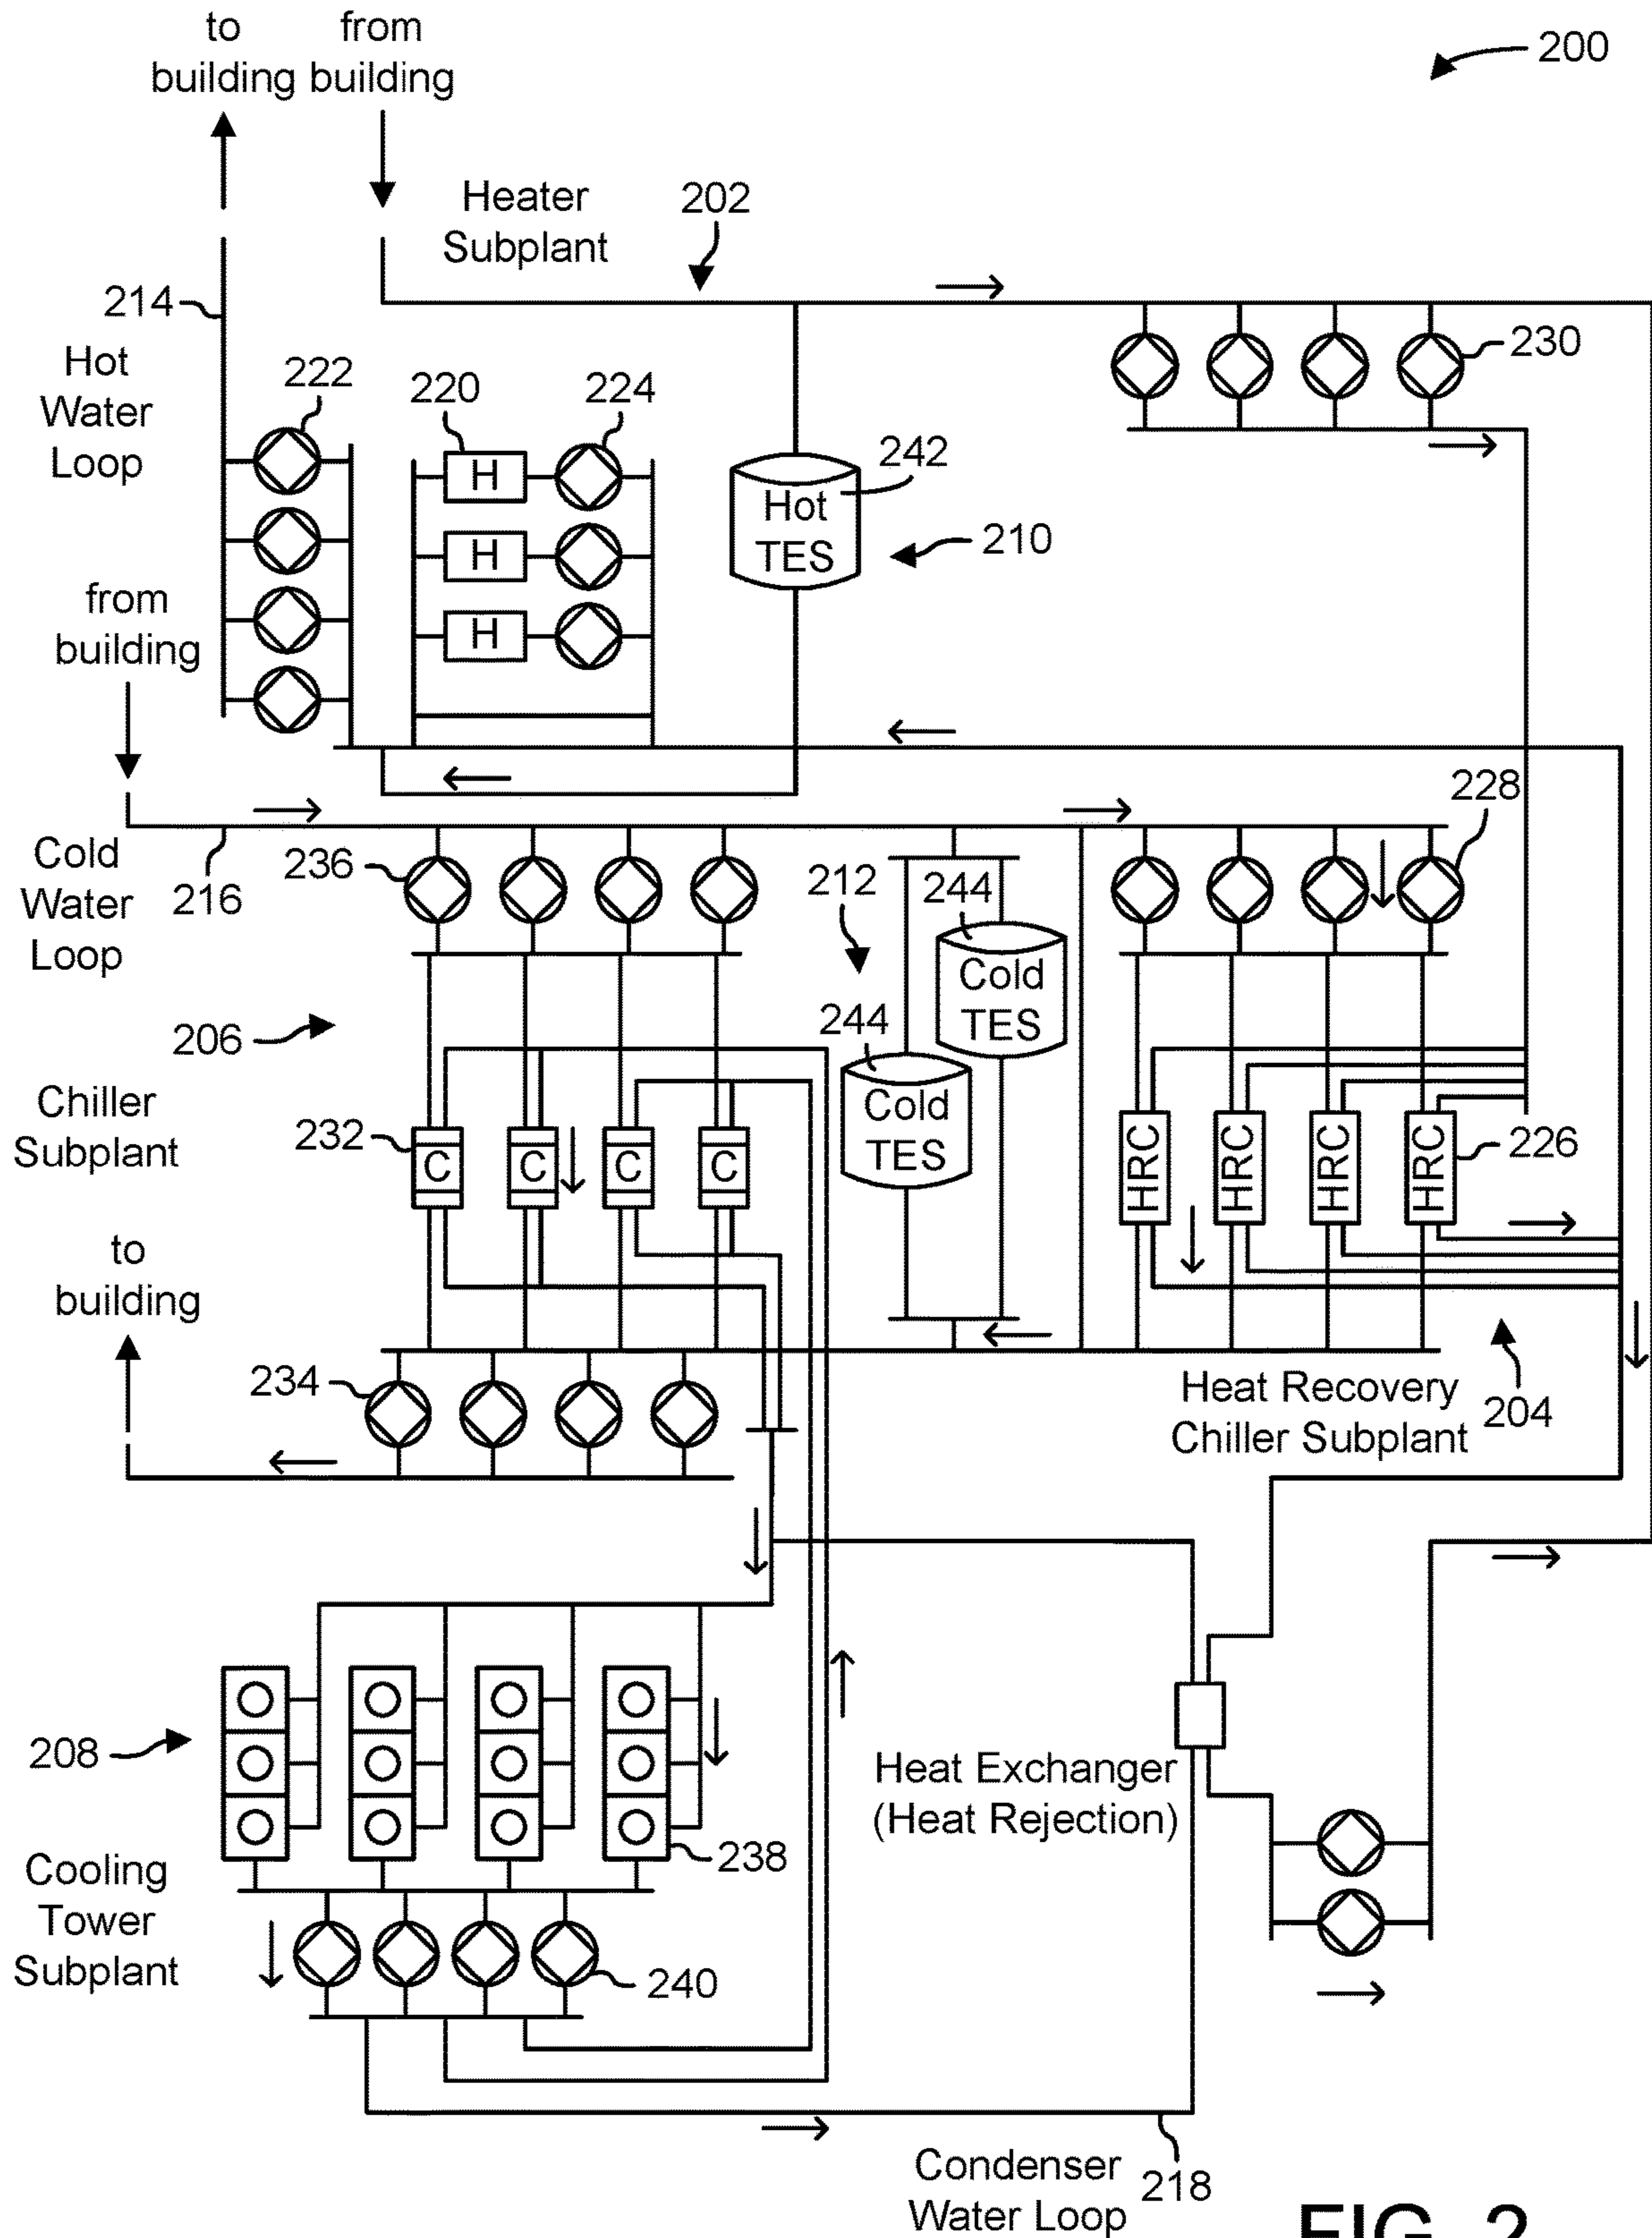 to
building
from
building
200
Heater
Subplant
202
214
Hot
Water
Loop
222
220
224
230
H
H
H
Hot
TES
242
210
from
building
228
Cold
Water
Loop
216
236
212
244
Cold
TES
244
Cold
TES
206
Chiller
Subplant
232
C
C
C
C
HRC
HRC
HRC
HRC
226
to
building
234
Heat Recovery
Chiller Subplant
204
208
Heat Exchanger
(Heat Rejection)
238
Cooling
Tower
Subplant
240
Condenser
Water Loop
218
FIG. 2